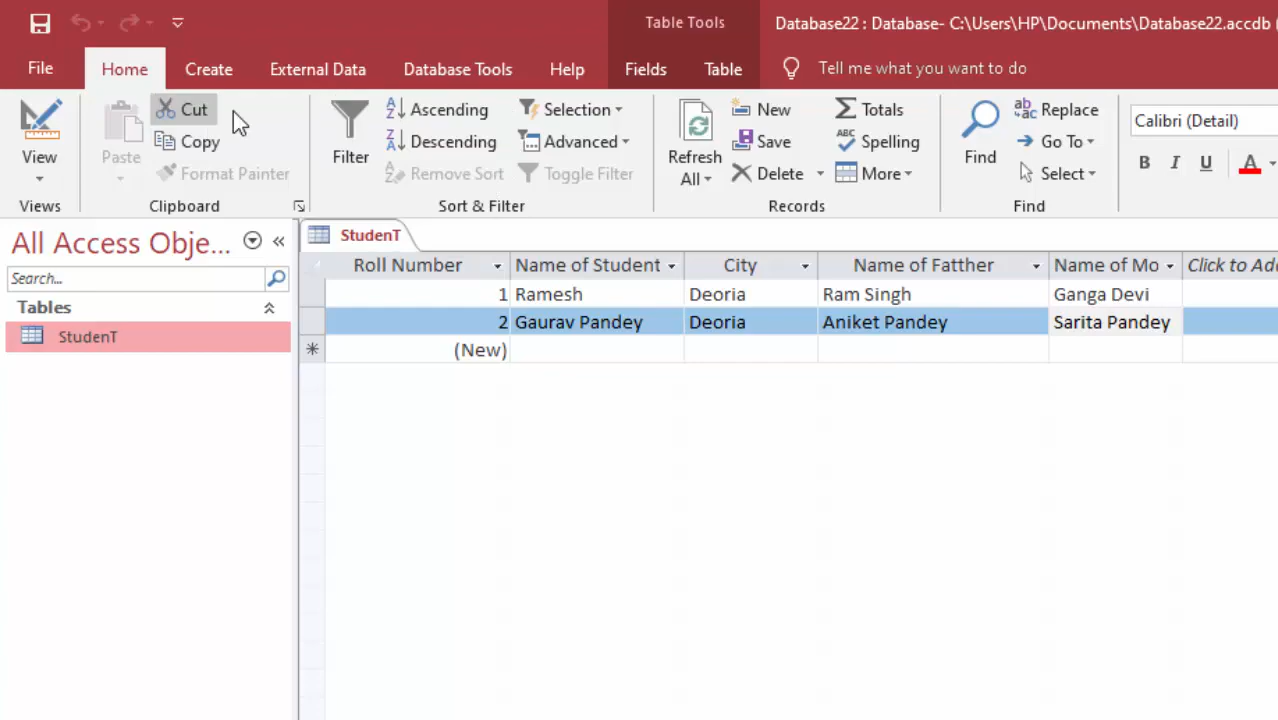 Table Tools
Database22 : Database- C:\Users\HP\Documents\Database22.accdb (
File Home Create External Data Database Tools Help Fields Table Tell me what you want to do
View
Views
Paste
Cut
Copy
Format Painter
Clipboard
Filter
Ascending
Descending
Remove Sort
Selection
Advanced
Toggle Filter
Sort & Filter
Refresh
All
New
Save
Delete
Totals
Spelling
More
Records
Find
Replace
Go To
Select
Find
Calibri (Detail)
B I U A
All Access Obje...
Search...
Tables
StudenT
StudenT
Roll Number Name of Student City Name of Fatther Name of Mo Click to Ad
1 Ramesh Deoria Ram Singh Ganga Devi
2 Gaurav Pandey Deoria Aniket Pandey Sarita Pandey
(New)